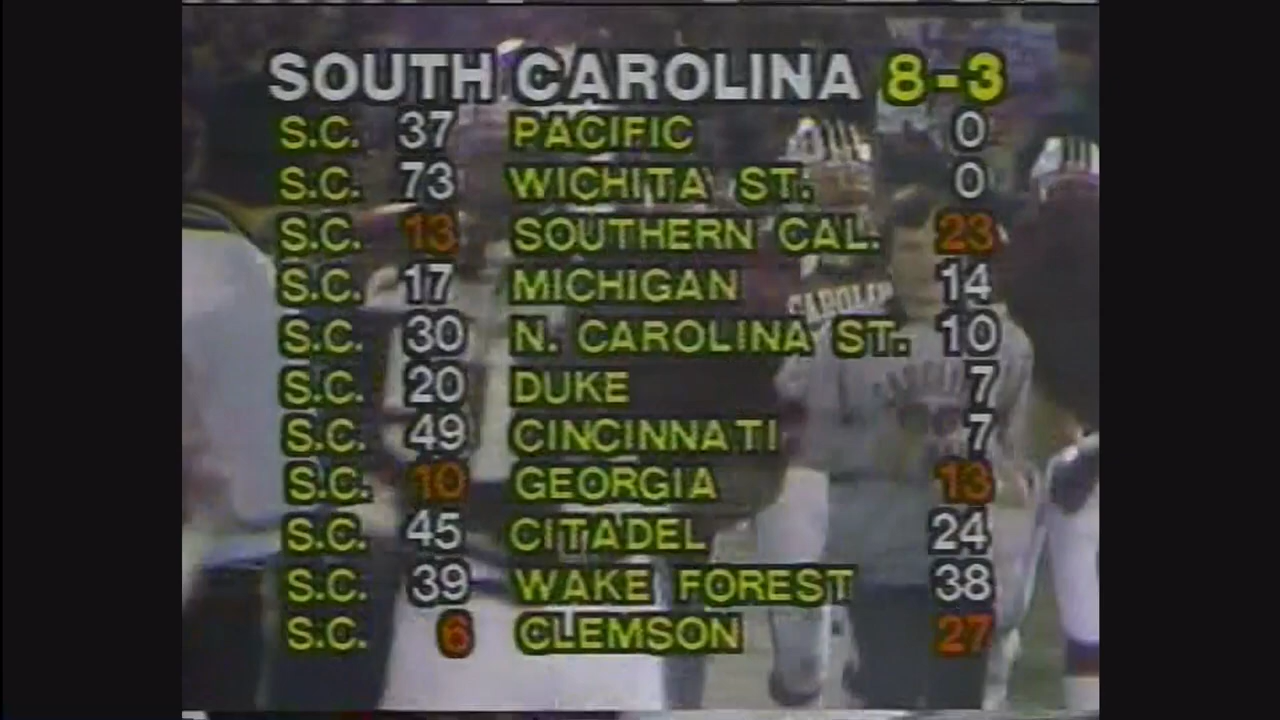 SOUTH CAROLINA 8-3
S.C. 37 PACIFIC 0
S.C. 73 WICHITA ST. 0
S.C. 13 SOUTHERN CAL. 23
S.C. 17 MICHIGAN 14
S.C. 30 N. CAROLINA ST. 10
S.C. 20 DUKE 7
S.C. 49 CINCINNATI 7
S.C. 10 GEORGIA 13
S.C. 45 CITADEL 24
S.C. 39 WAKE FOREST 38
S.C. 6 CLEMSON 27